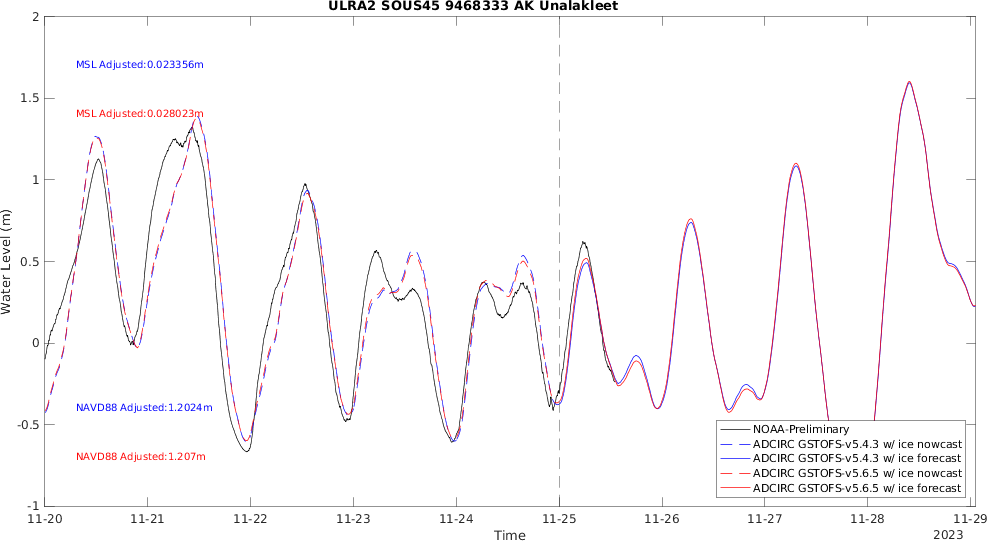 ULRA2 SOUS45 9468333 AK Unalakleet
2
MSL Adjusted:0.023356m
1.5
MSL Adjusted:0.028023m
1
0.5
Water Level (m)
0
NAVD88 Adjusted:1.2024m
-0.5
NOAA-Preliminary
ADCIRC GSTOFS-v5.4.3 w/ ice nowcast
NAVD88 Adjusted:1.207m
ADCIRC GSTOFS-v5.4.3 w/ ice forecast
ADCIRC GSTOFS-v5.6.5 w/ ice nowcast
ADCIRC GSTOFS-v5.6.5 w/ ice forecast
-1
11-20 11-21 11-22 11-23 11-24 11-25 11-26 11-27 11-28 11-29
Time 2023